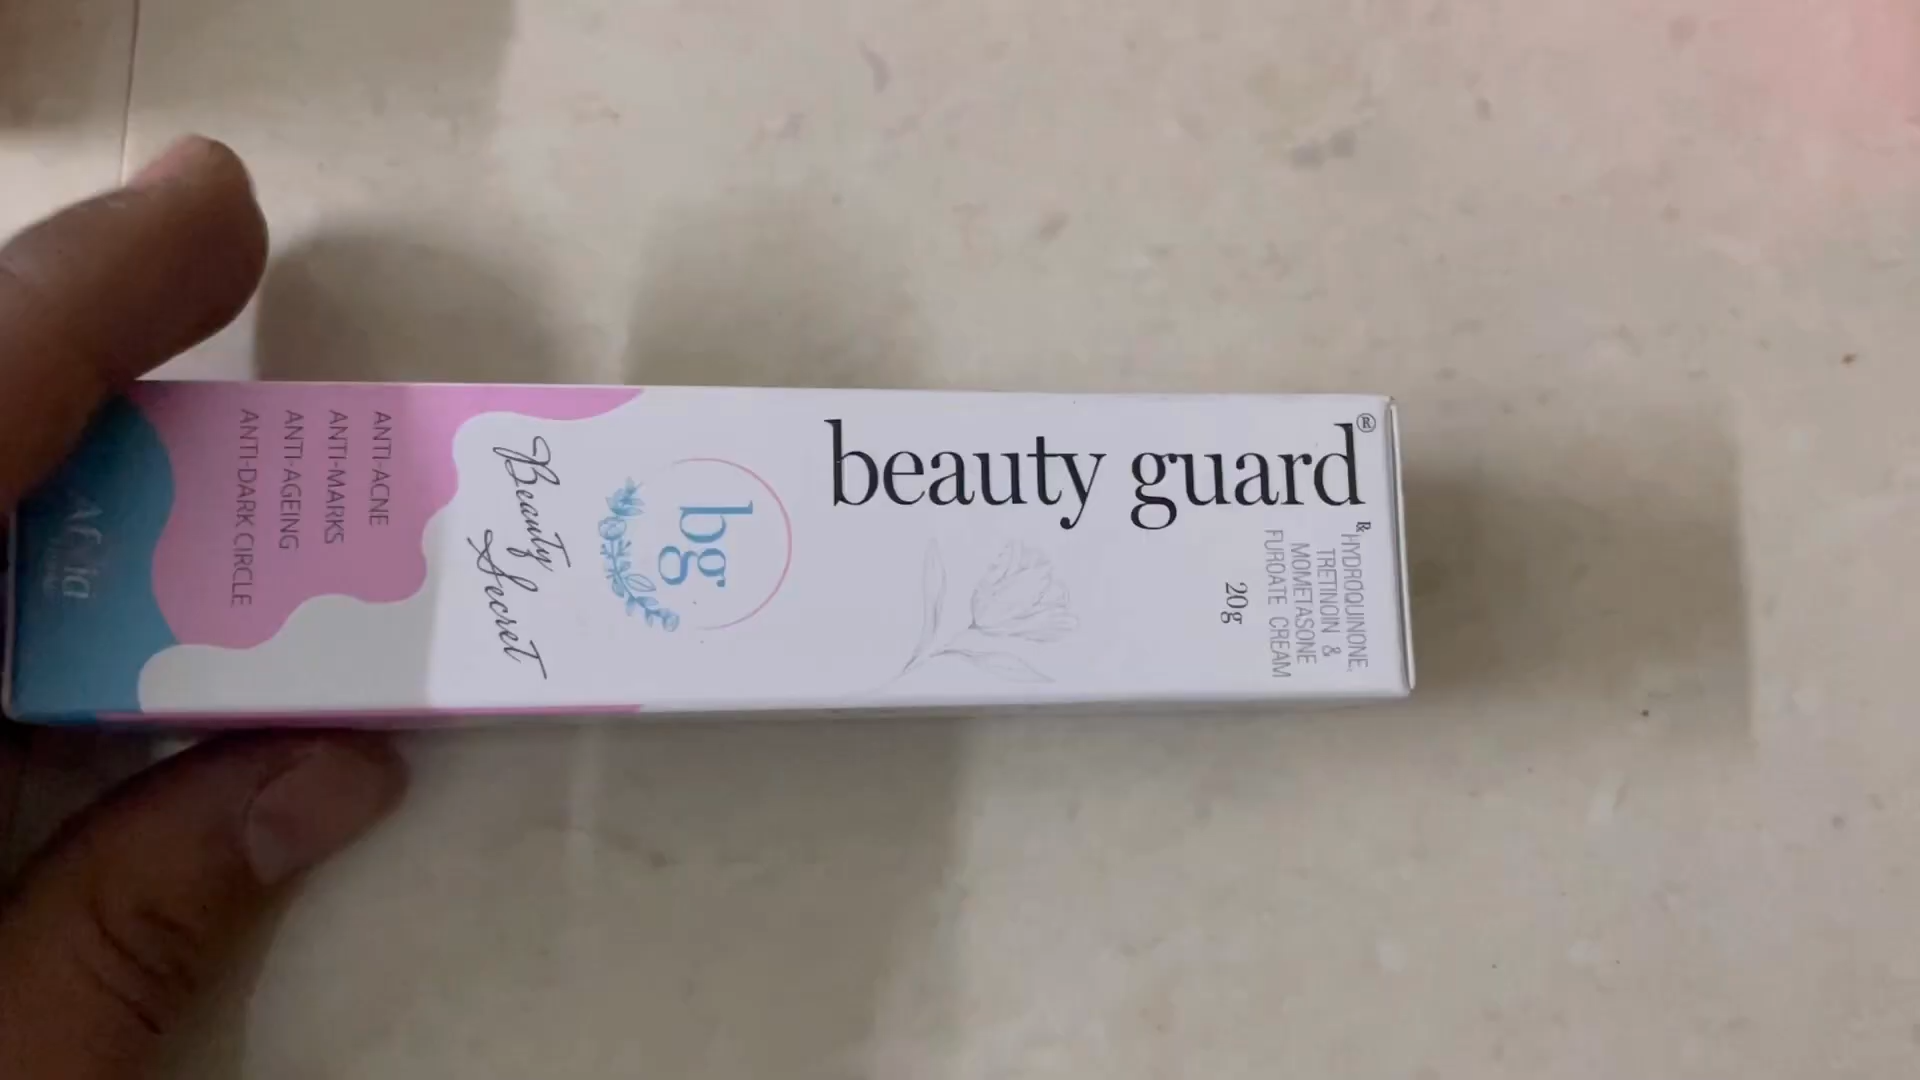 beauty guard®
℞ HYDROQUINONE,
TRETINOIN &
MOMETASONE
FUROATE CREAM
20g
bg
Beauty
Secret
ANTI-ACNE
ANTI-MARKS
ANTI-AGEING
ANTI-DARK CIRCLE